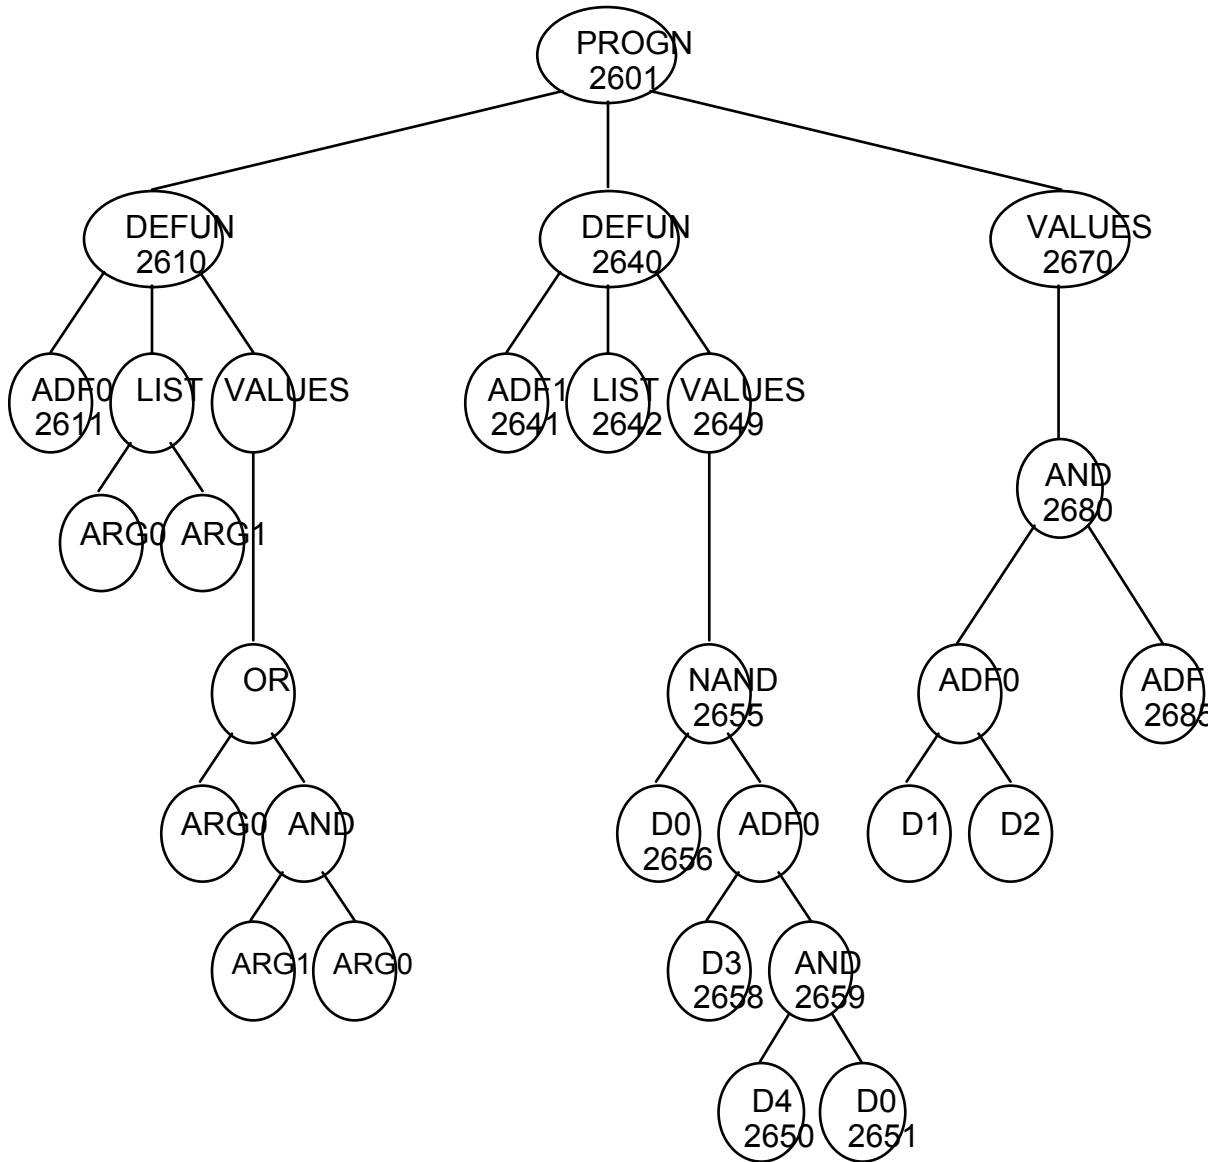 PROGN
2601
DEFUN
2610
DEFUN
2640
VALUES
2670
ADF0
2611
LIST
VALUES
ADF1
2641
LIST
2642
VALUES
2649
AND
2680
ARG0
ARG1
OR
NAND
2655
ADF0
ADF
2685
ARG0
AND
D0
2656
ADF0
D1
D2
ARG1
ARG0
D3
2658
AND
2659
D4
2650
D0
2651